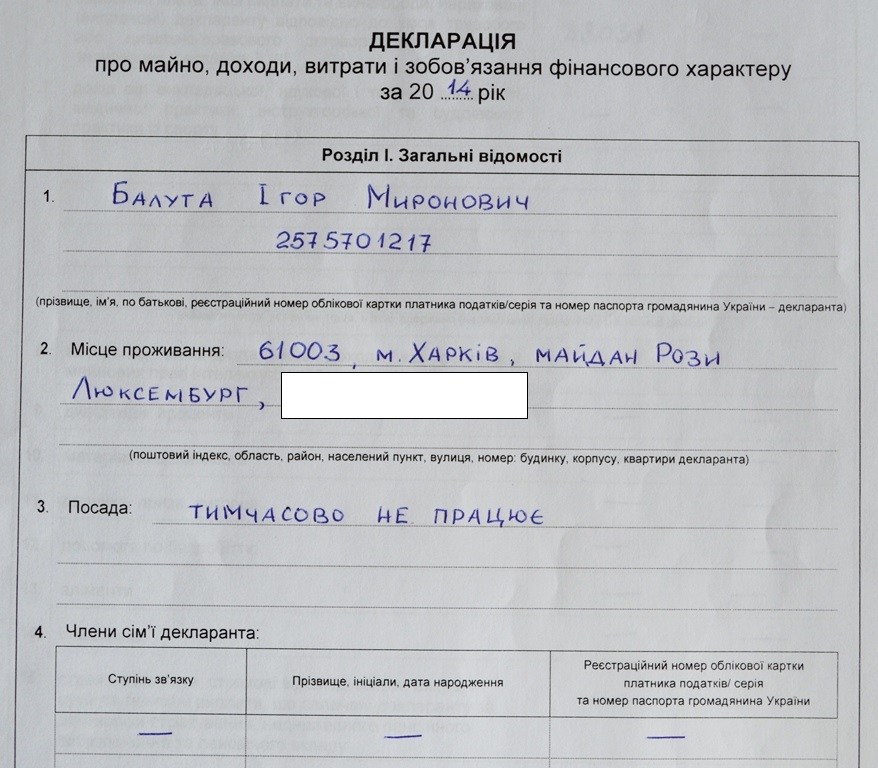 ДЕКЛАРАЦІЯ
про майно, доходи, витрати і зобов’язання фінансового характеру
за 20 14 рік
Розділ І. Загальні відомості
1. Балута Ігор Миронович
2575701217
(прізвище, ім’я, по батькові, реєстраційний номер облікової картки платника податків/серія та номер паспорта громадянина України – декларанта)
2. Місце проживання: 61003, м. Харків, майдан Рози
Люксембург,
(поштовий індекс, область, район, населений пункт, вулиця, номер: будинку, корпусу, квартири декларанта)
3. Посада: тимчасово не працює
4. Члени сім’ї декларанта:
Ступінь зв’язку
Прізвище, ініціали, дата народження
Реєстраційний номер облікової картки
платника податків/ серія
та номер паспорта громадянина України
— — —